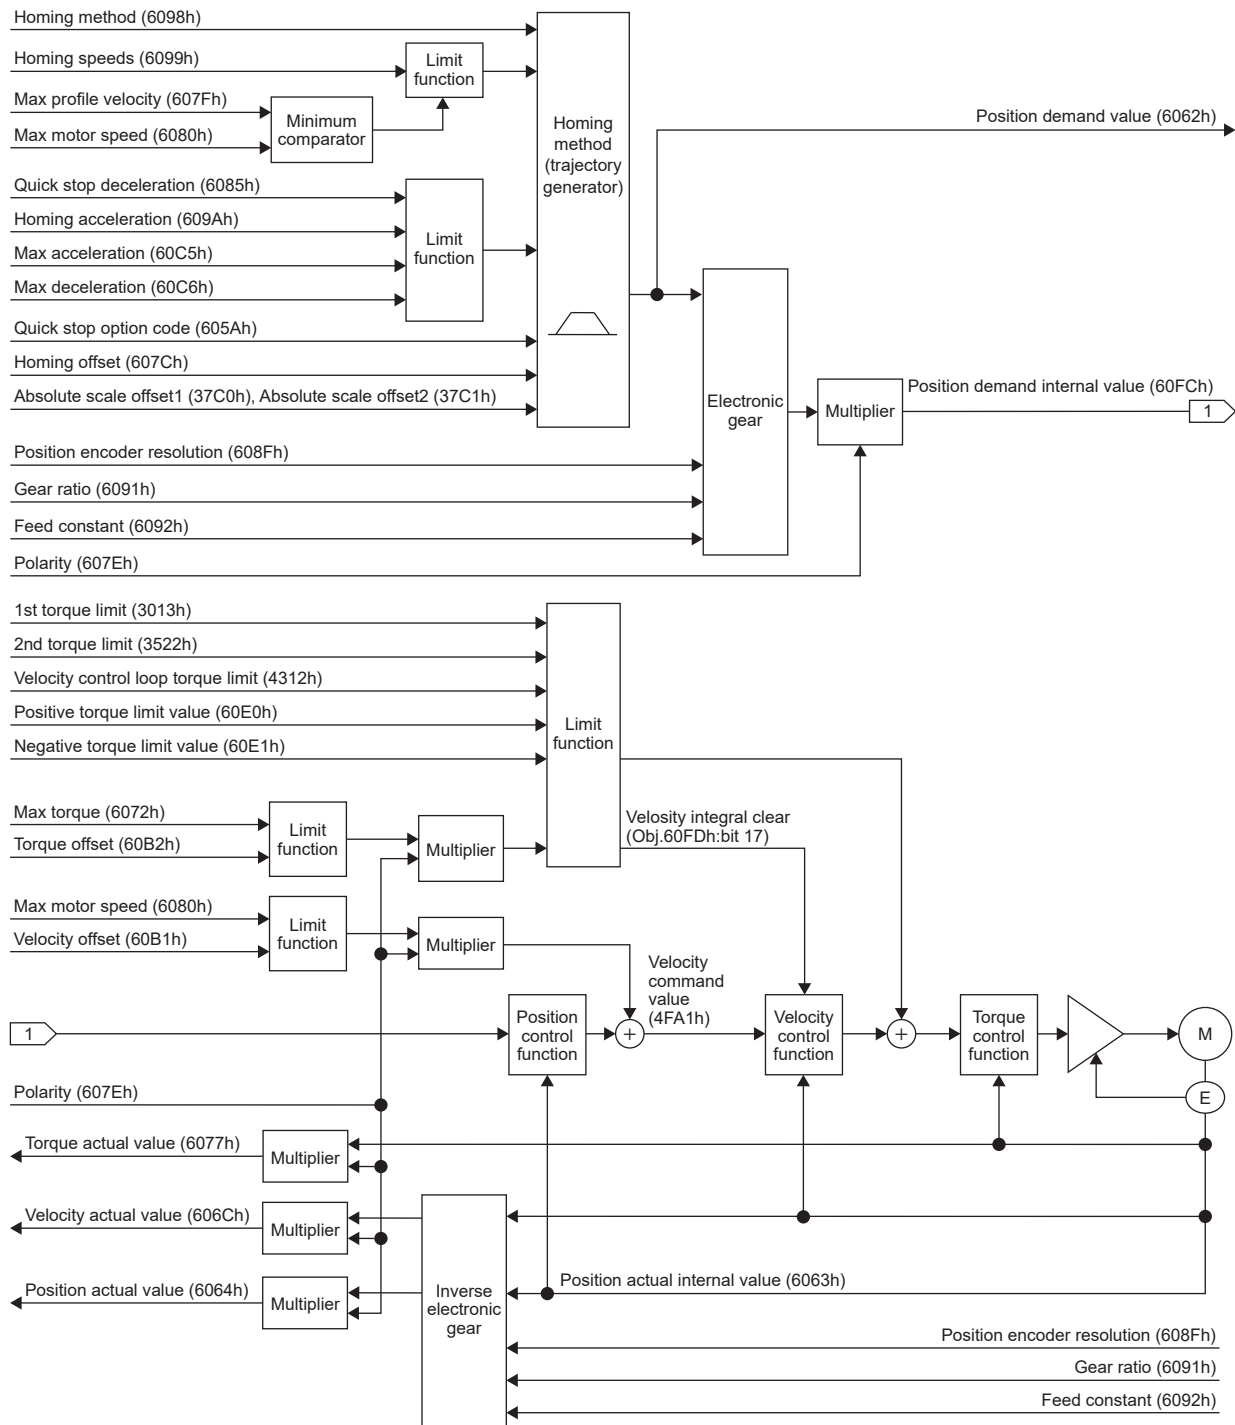 Homing method (6098h)
Homing speeds (6099h)
Limit
function
Max profile velocity (607Fh)
Max motor speed (6080h)
Minimum
comparator
Homing
method
(trajectory
generator)
Position demand value (6062h)
Quick stop deceleration (6085h)
Homing acceleration (609Ah)
Max acceleration (60C5h)
Max deceleration (60C6h)
Limit
function
Quick stop option code (605Ah)
Homing offset (607Ch)
Absolute scale offset1 (37C0h), Absolute scale offset2 (37C1h)
Electronic
gear
Multiplier
Position demand internal value (60FCh)
1
Position encoder resolution (608Fh)
Gear ratio (6091h)
Feed constant (6092h)
Polarity (607Eh)
1st torque limit (3013h)
2nd torque limit (3522h)
Velocity control loop torque limit (4312h)
Positive torque limit value (60E0h)
Negative torque limit value (60E1h)
Limit
function
Max torque (6072h)
Torque offset (60B2h)
Limit
function
Multiplier
Velosity integral clear
(Obj.60FDh:bit 17)
Max motor speed (6080h)
Velocity offset (60B1h)
Limit
function
Multiplier
Velocity
command
value
(4FA1h)
1
Position
control
function
+
Velocity
control
function
+
Torque
control
function
M
E
Polarity (607Eh)
Torque actual value (6077h)
Multiplier
Velocity actual value (606Ch)
Multiplier
Position actual value (6064h)
Multiplier
Inverse
electronic
gear
Position actual internal value (6063h)
Position encoder resolution (608Fh)
Gear ratio (6091h)
Feed constant (6092h)